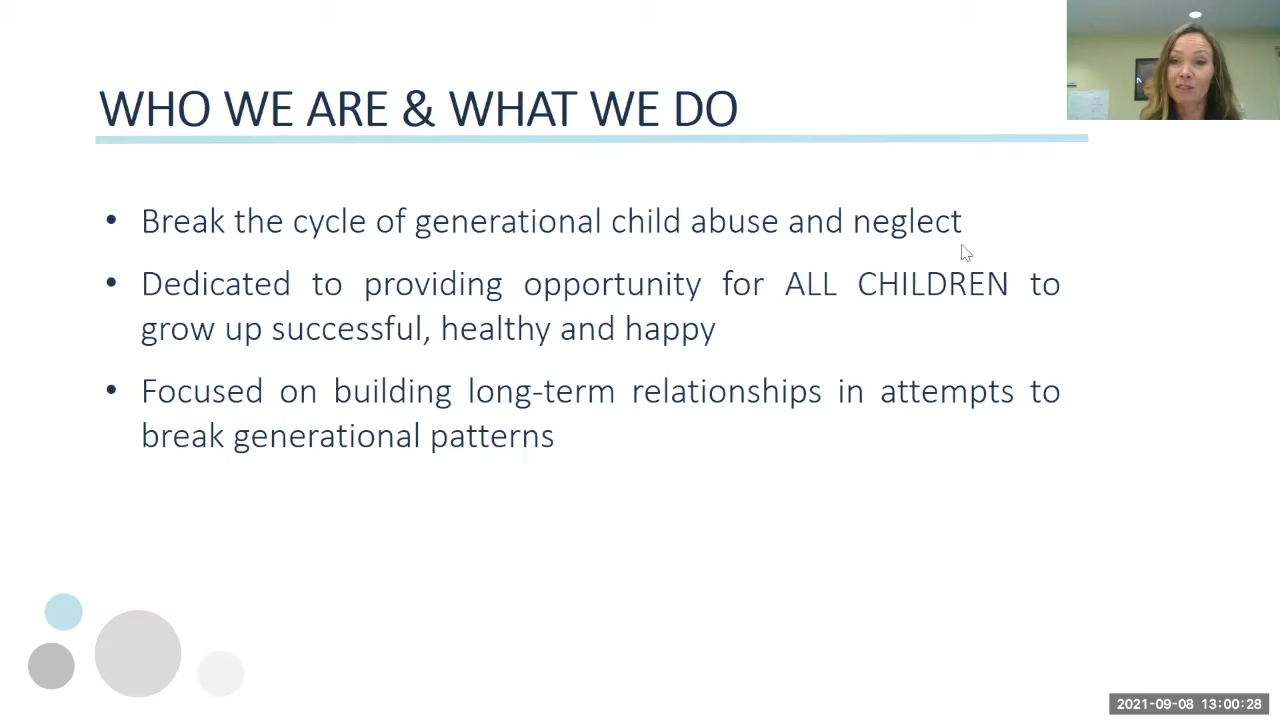 WHO WE ARE & WHAT WE DO
• Break the cycle of generational child abuse and neglect
• Dedicated to providing opportunity for ALL CHILDREN to
grow up successful, healthy and happy
• Focused on building long-term relationships in attempts to
break generational patterns
2021-09-08 13:00:28